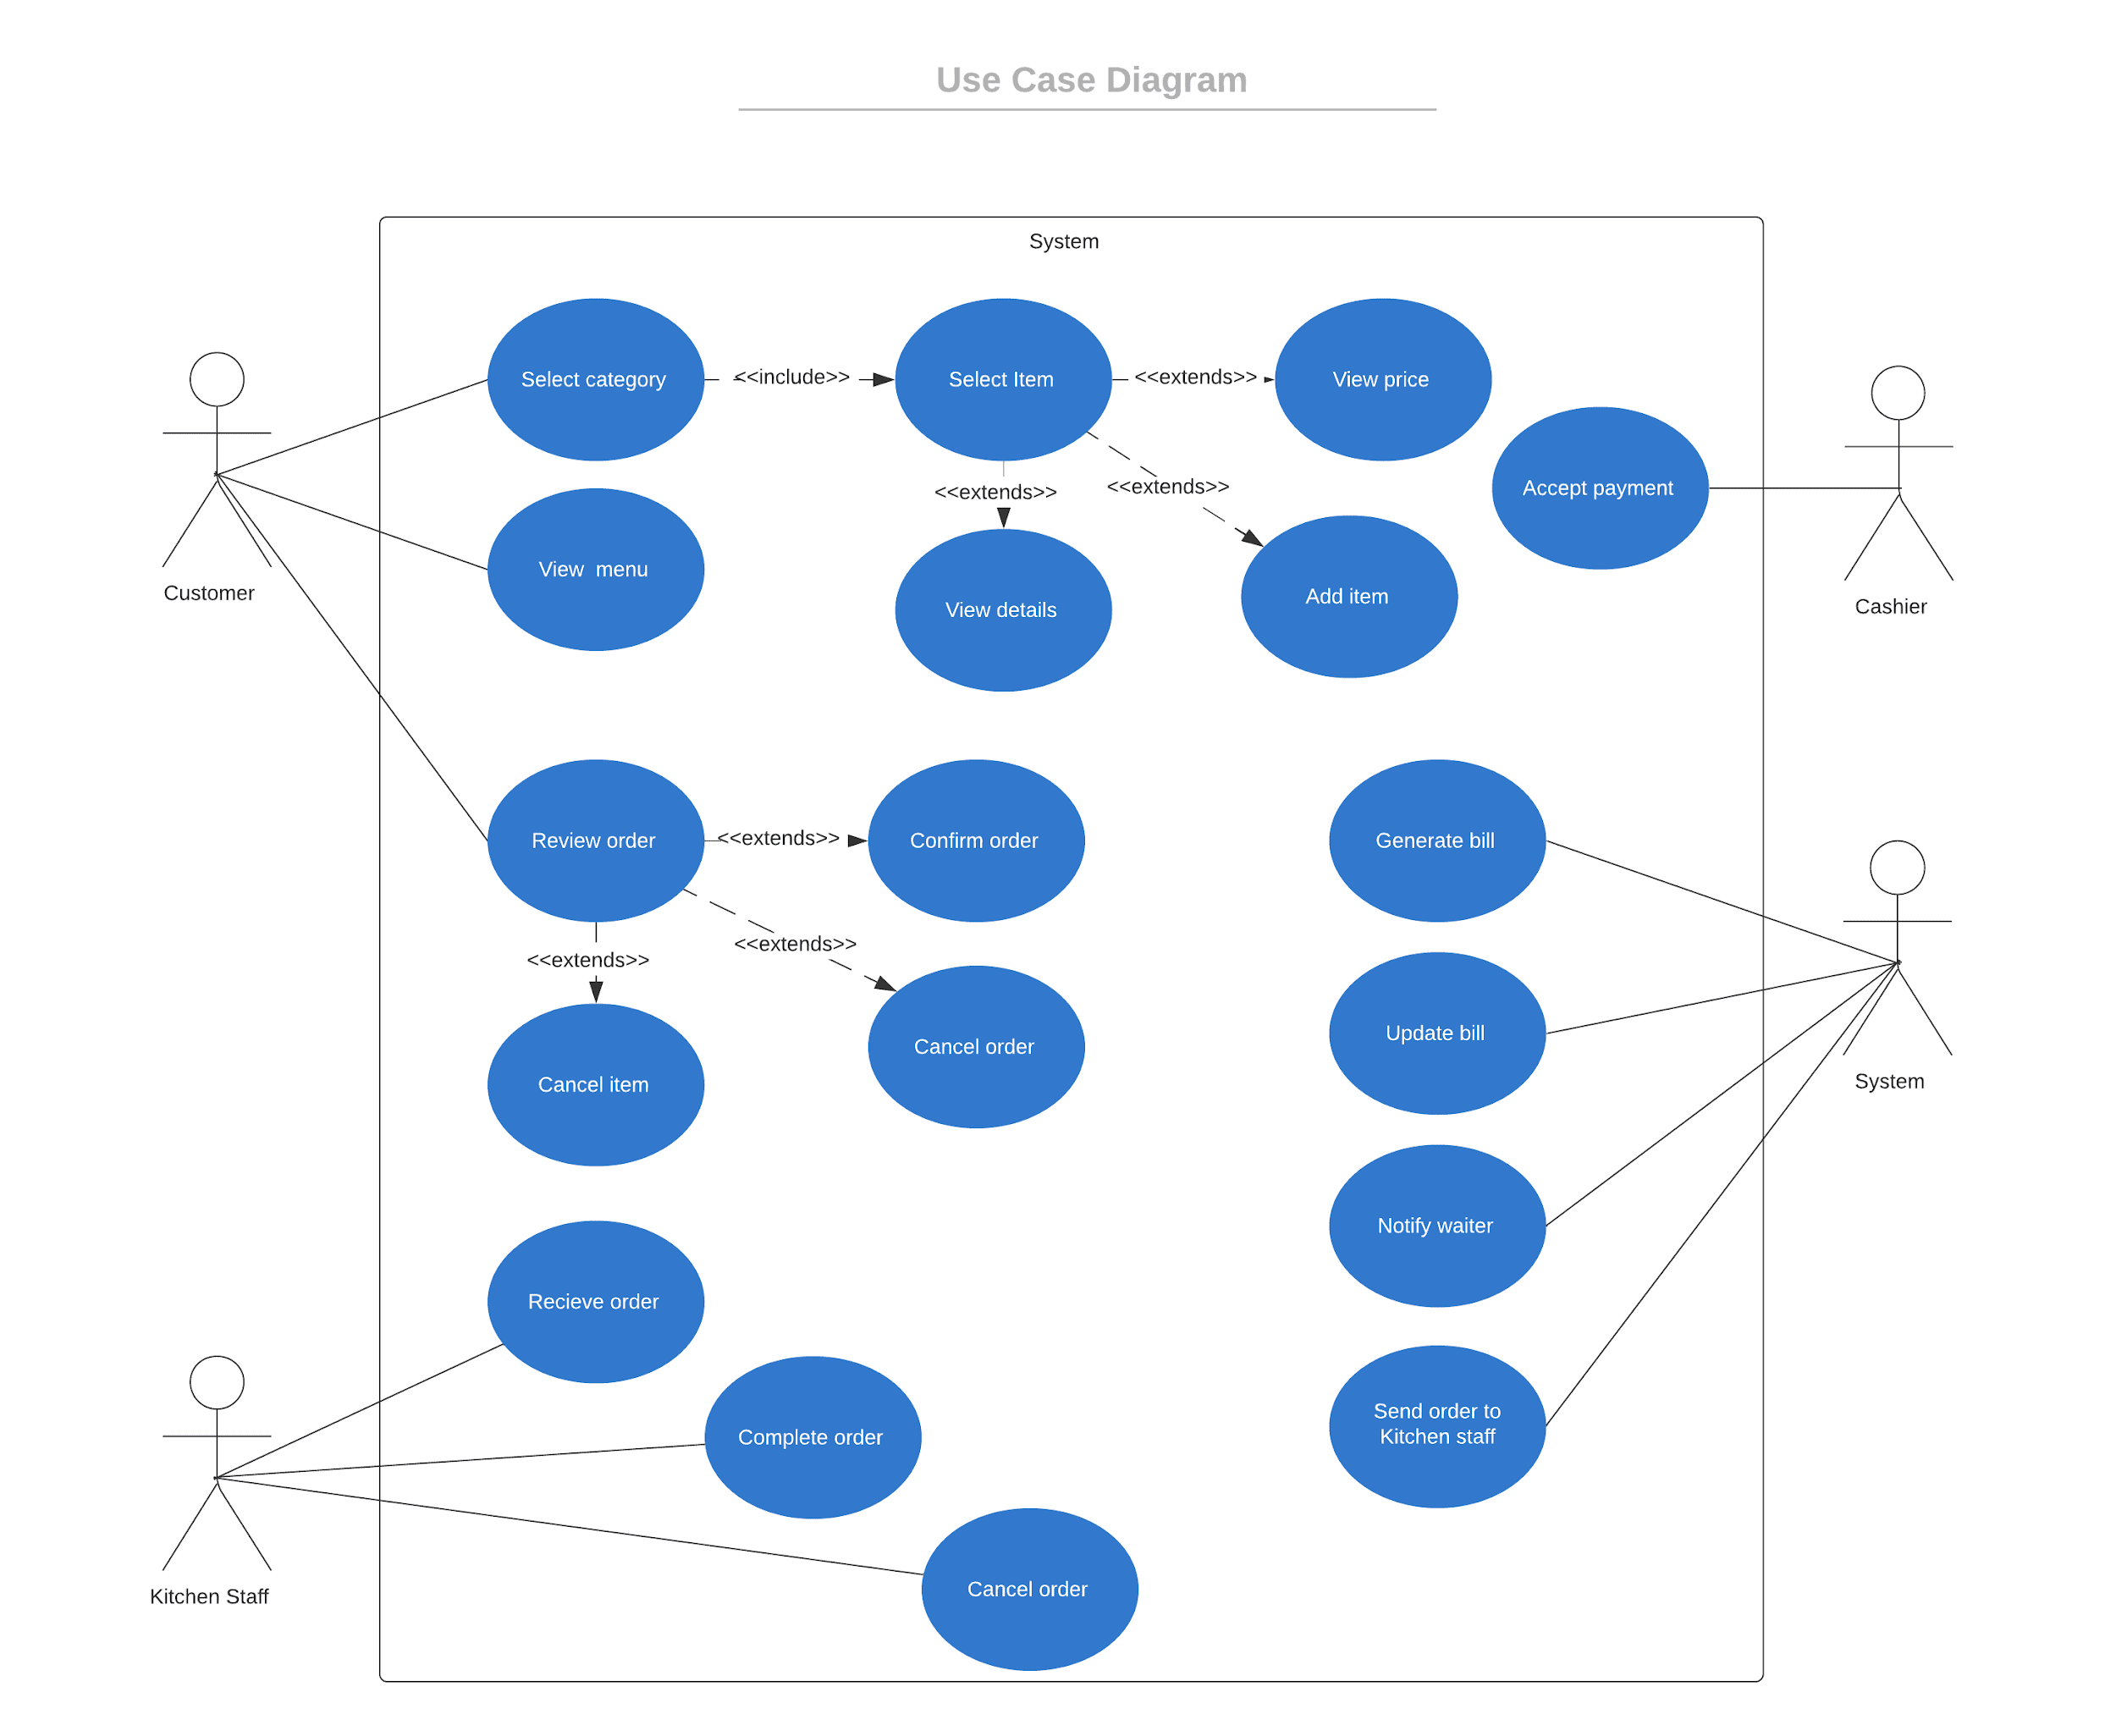 Use Case Diagram
System
Select category
<<include>>
Select Item
<<extends>>
View price
<<extends>>
<<extends>>
Accept payment
View  menu
View details
Add item
Customer
Cashier
Review order
<<extends>>
Confirm order
Generate bill
<<extends>>
<<extends>>
Cancel item
Cancel order
Update bill
System
Notify waiter
Recieve order
Complete order
Send order to
Kitchen staff
Cancel order
Kitchen Staff